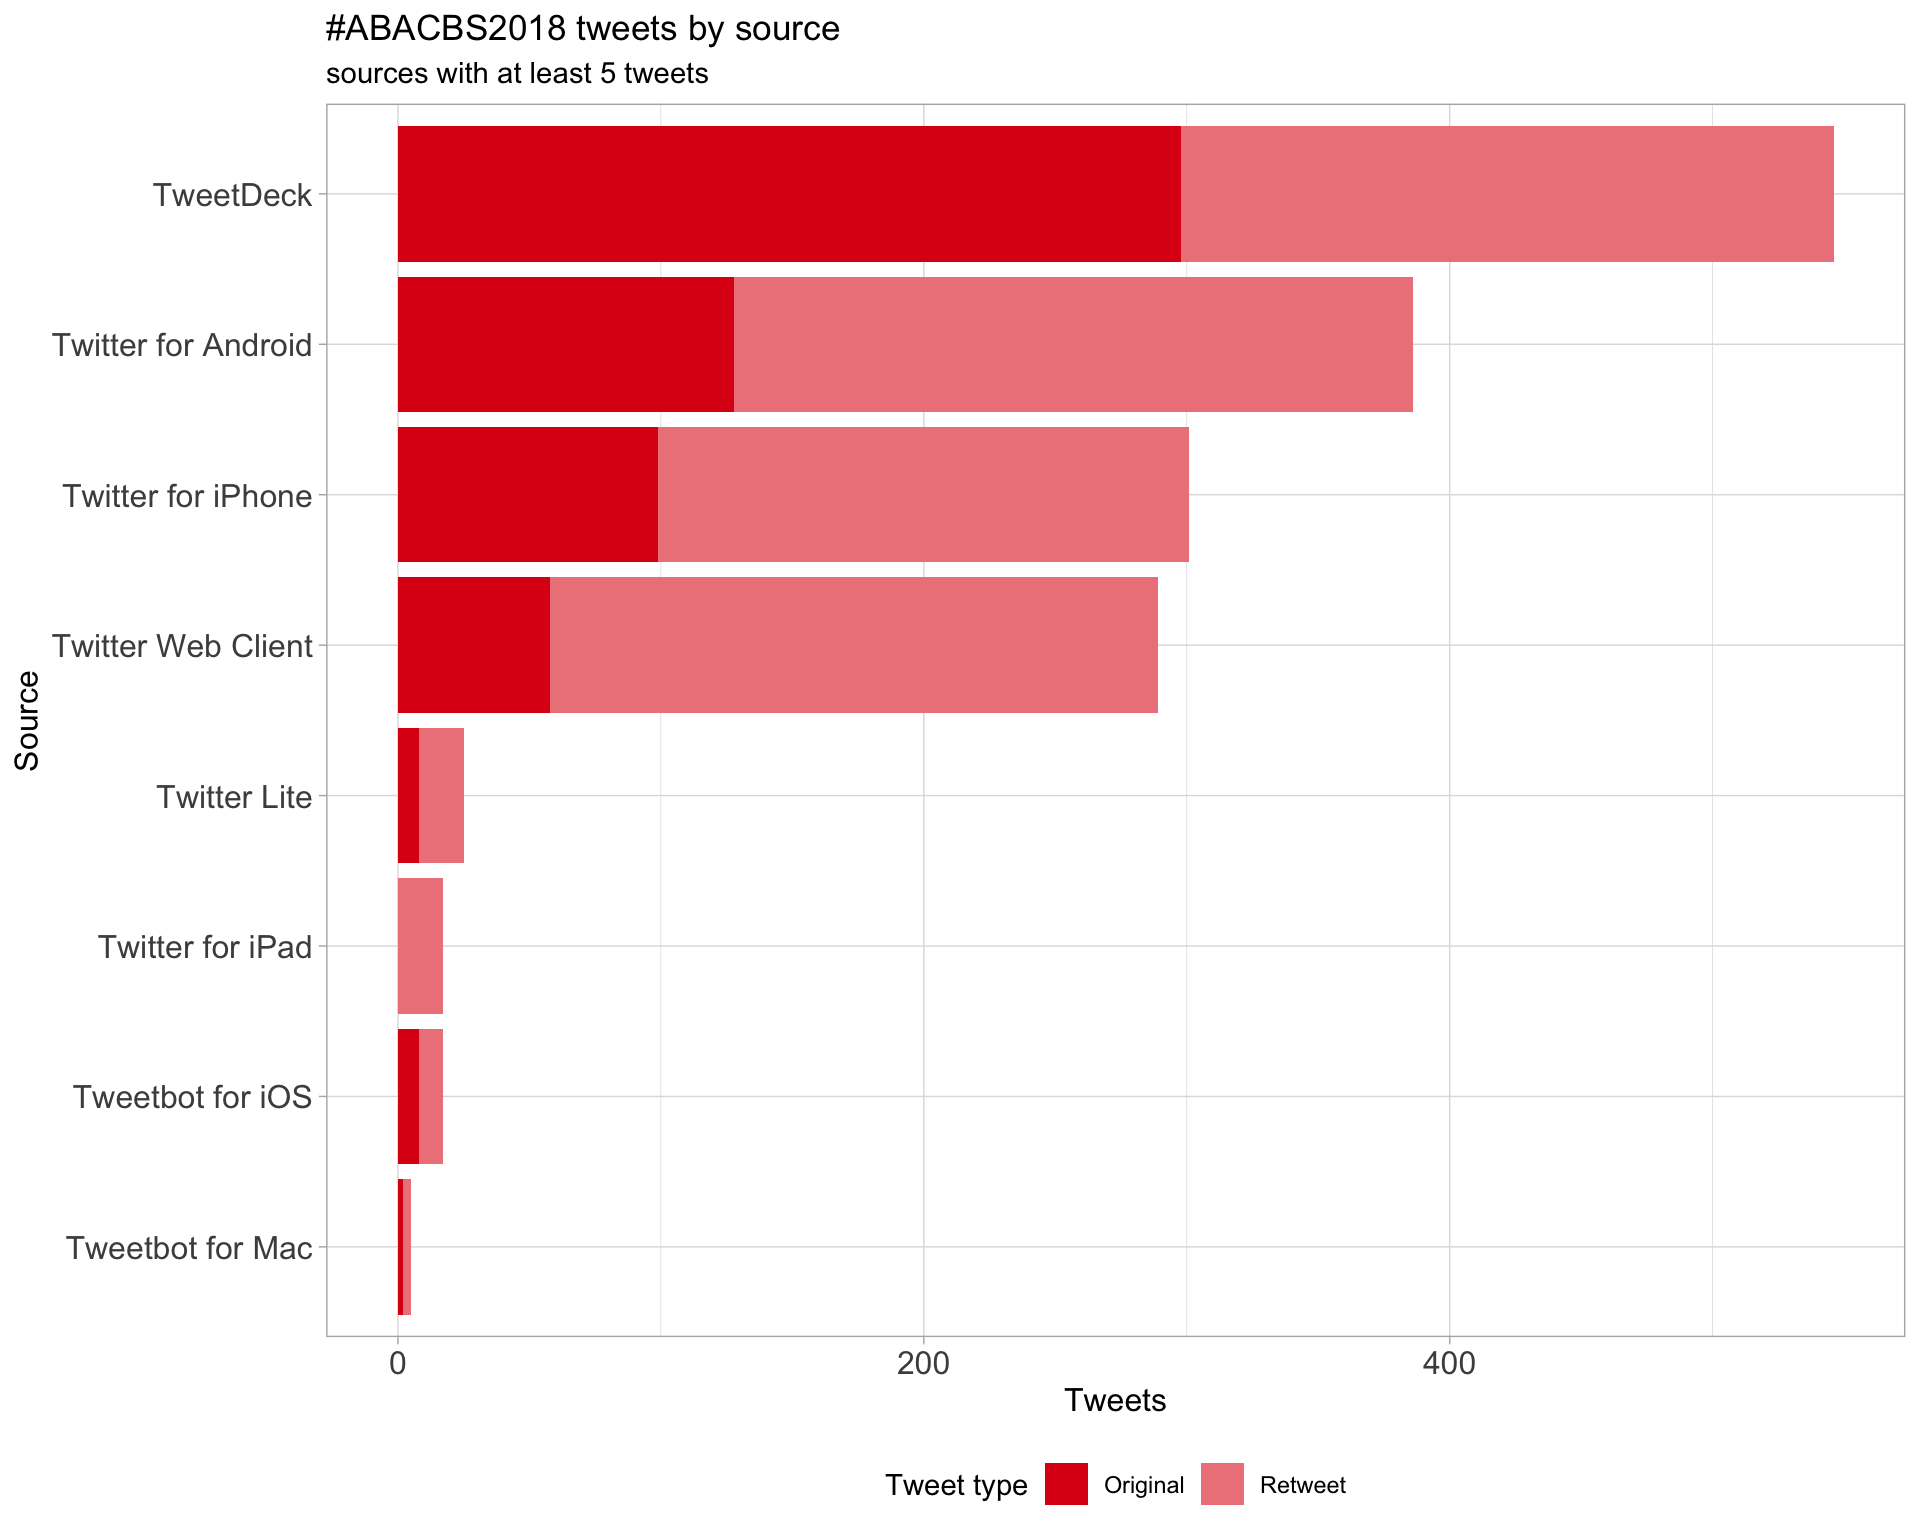 #ABACBS2018 tweets by source
sources with at least 5 tweets
Source
TweetDeck
Twitter for Android
Twitter for iPhone
Twitter Web Client
Twitter Lite
Twitter for iPad
Tweetbot for iOS
Tweetbot for Mac
0 200 400
Tweets
Tweet type Original Retweet